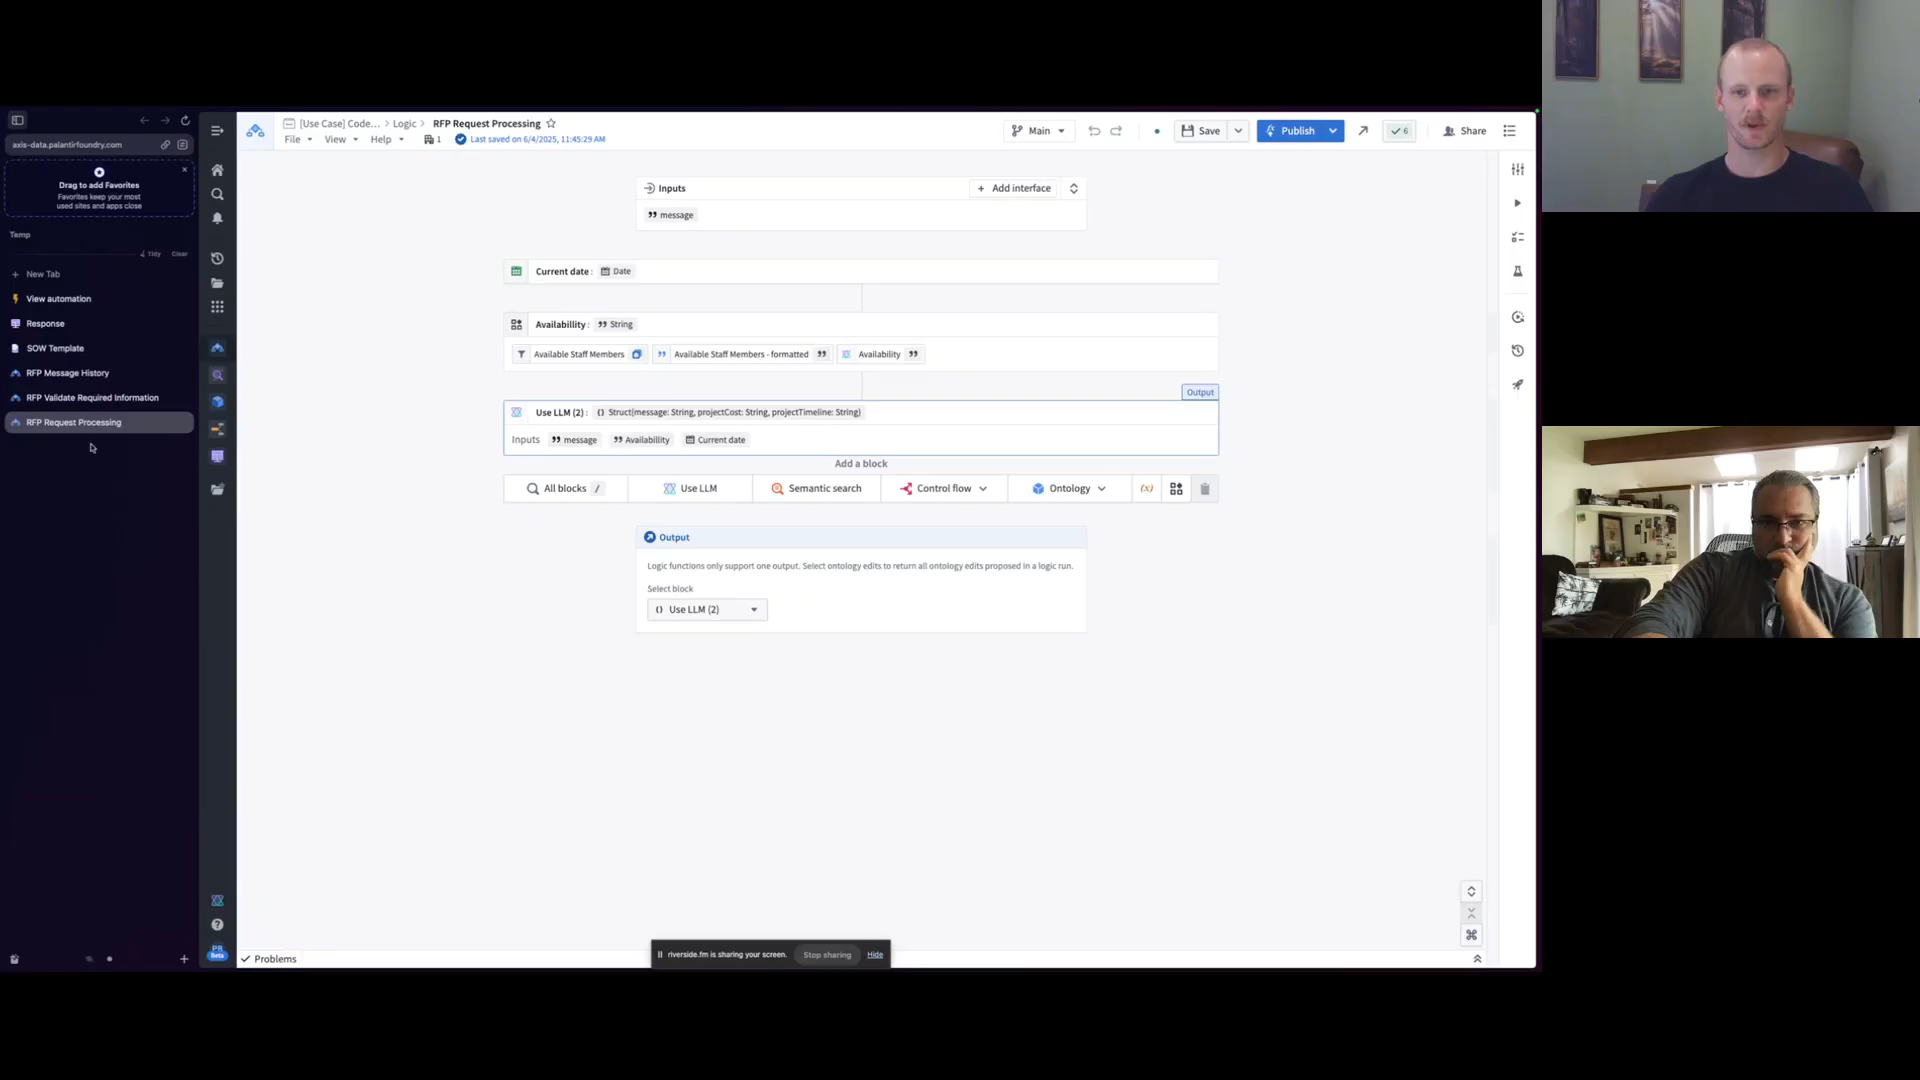 axis-data.palantirfoundry.com
Drag to add Favorites
Favorites keep your most
used sites and apps close
Temp
Tidy Clear
New Tab
View automation
Response
SOW Template
RFP Message History
RFP Validate Required Information
RFP Request Processing
PB
Beta
[Use Case] Code... > Logic > RFP Request Processing
File View Help 1 Last saved on 6/4/2025, 11:45:29 AM
Main Save Publish 6 Share
Inputs Add interface
message
Current date : Date
Availability : String
Available Staff Members Available Staff Members - formatted Availability
Output
Use LLM (2) : Struct{message: String, projectCost: String, projectTimeline: String}
Inputs message Availability Current date
Add a block
All blocks / Use LLM Semantic search Control flow Ontology (x)
Output
Logic functions only support one output. Select ontology edits to return all ontology edits proposed in a logic run.
Select block
Use LLM (2)
Problems
riverside.fm is sharing your screen. Stop sharing Hide